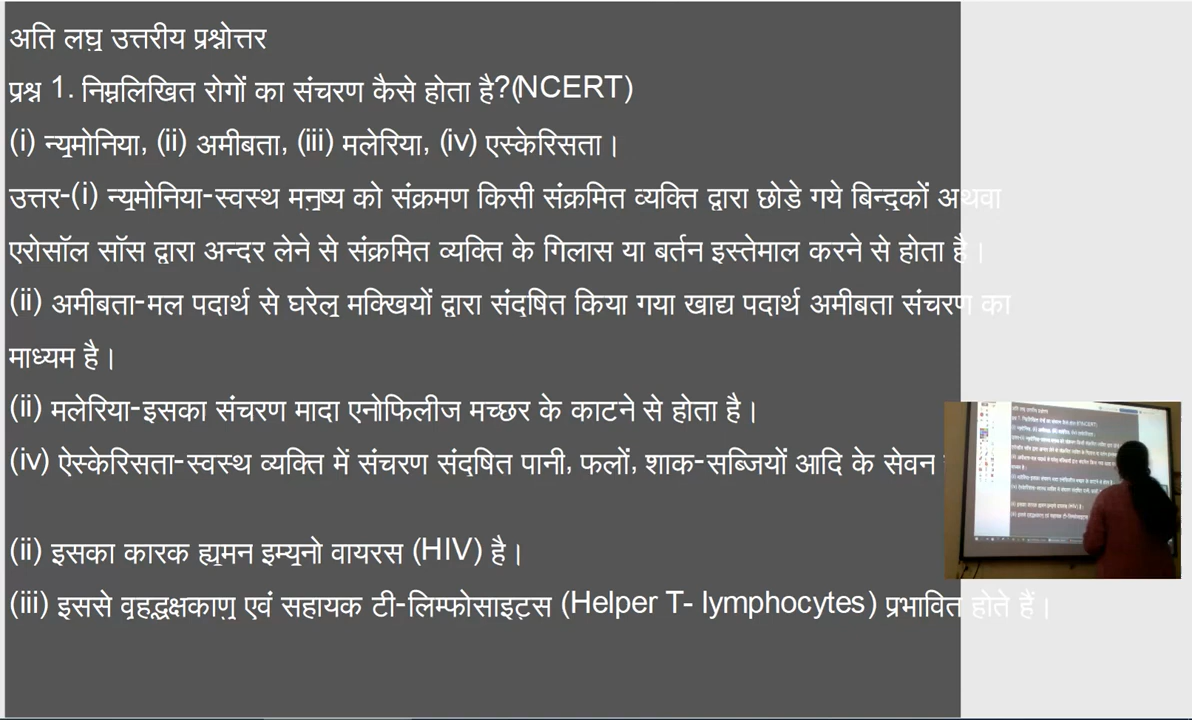 अति लघु उत्तरीय प्रश्नोत्तर
प्रश्न 1. निम्नलिखित रोगों का संचरण कैसे होता है?(NCERT)
(i) न्यूमोनिया, (ii) अमीबता, (iii) मलेरिया, (iv) एस्केरिसता।
उत्तर-(i) न्यूमोनिया-स्वस्थ मनुष्य को संक्रमण किसी संक्रमित व्यक्ति द्वारा छोड़े गये बिन्दुकों अथवा
एरोसॉल सॉस द्वारा अन्दर लेने से संक्रमित व्यक्ति के गिलास या बर्तन इस्तेमाल करने से होता है।
(ii) अमीबता-मल पदार्थ से घरेलू मक्खियों द्वारा संदूषित किया गया खाद्य पदार्थ अमीबता संचरण का
माध्यम है।
(ii) मलेरिया-इसका संचरण मादा एनोफिलीज मच्छर के काटने से होता है।
(iv) ऐस्केरिसता-स्वस्थ व्यक्ति में संचरण संदूषित पानी, फलों, शाक-सब्जियों आदि के सेवन
(ii) इसका कारक ह्यूमन इम्यूनो वायरस (HIV) है।
(iii) इससे वृहद्भक्षकाणु एवं सहायक टी-लिम्फोसाइट्स (Helper T- lymphocytes) प्रभावित होते हैं।